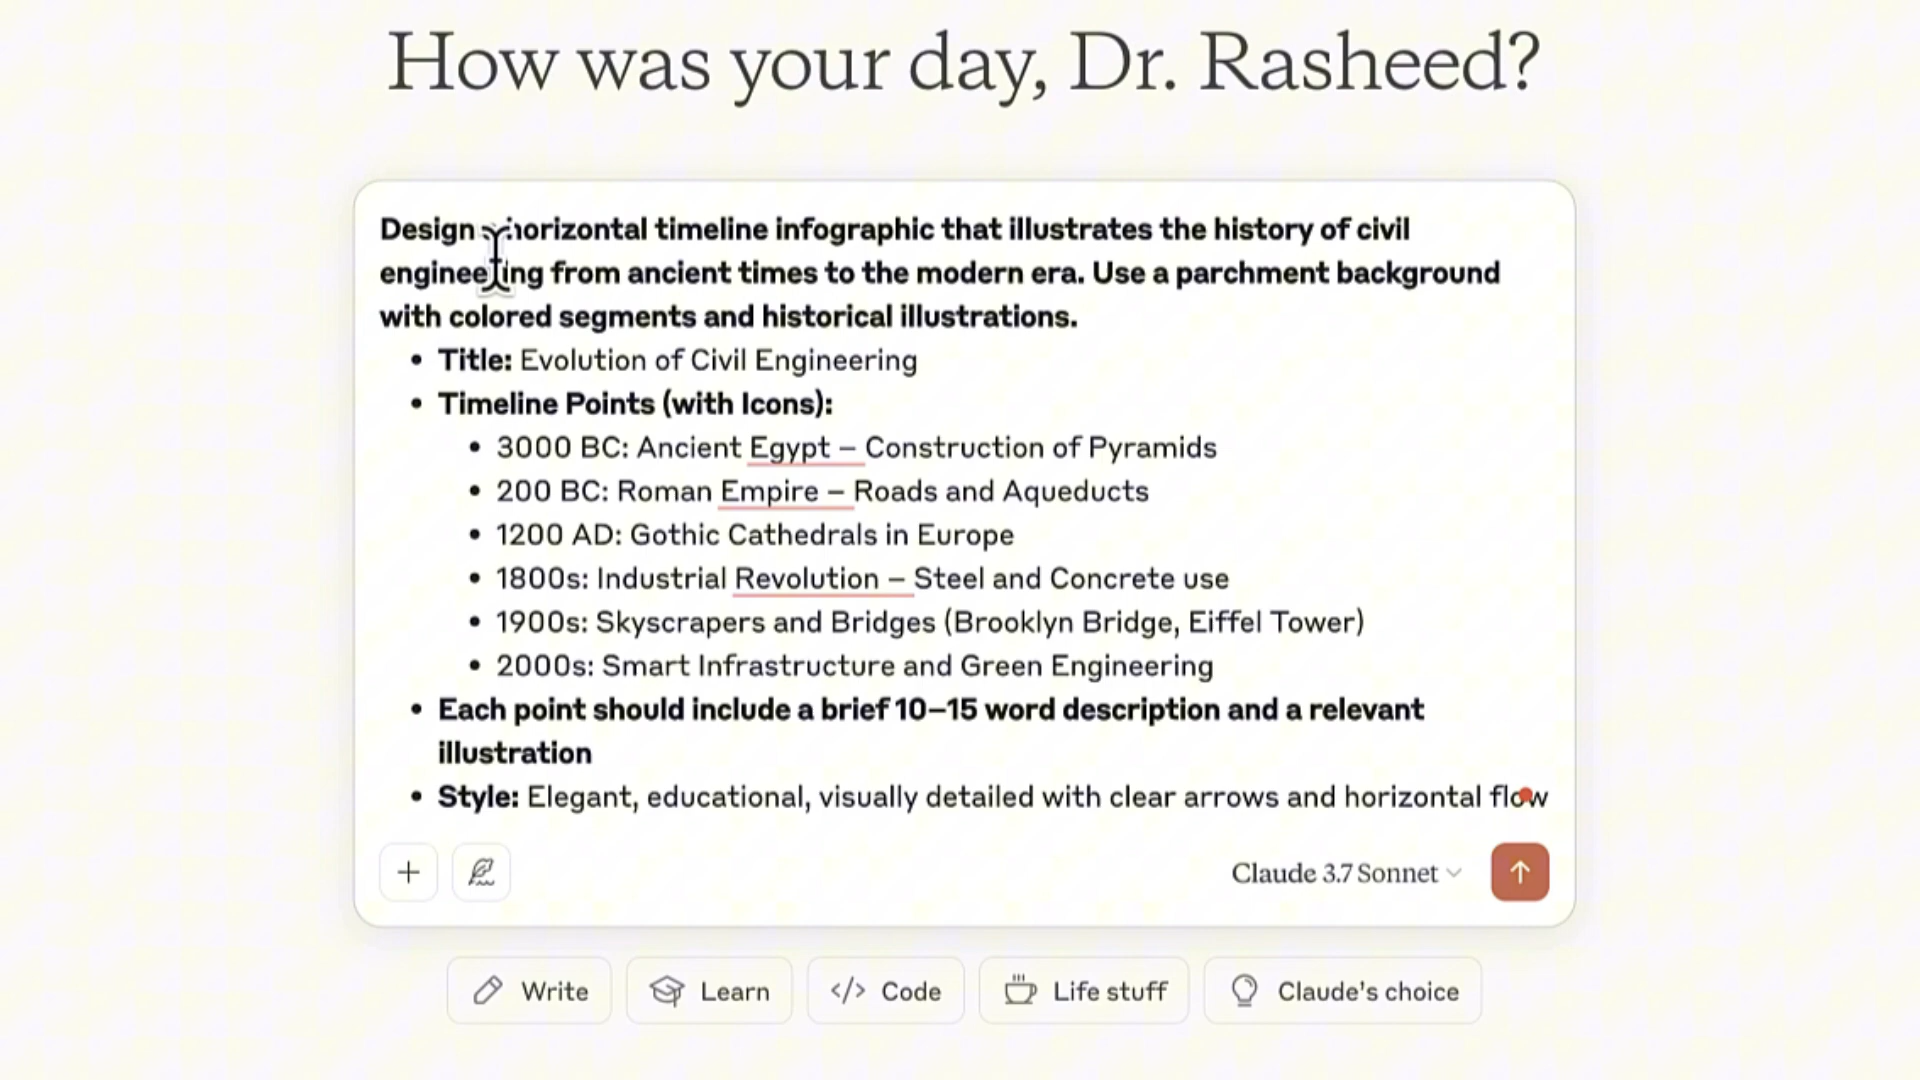 How was your day, Dr. Rasheed?
Design horizontal timeline infographic that illustrates the history of civil
engineering from ancient times to the modern era. Use a parchment background
with colored segments and historical illustrations.
• Title: Evolution of Civil Engineering
• Timeline Points (with Icons):
• 3000 BC: Ancient Egypt – Construction of Pyramids
• 200 BC: Roman Empire – Roads and Aqueducts
• 1200 AD: Gothic Cathedrals in Europe
• 1800s: Industrial Revolution – Steel and Concrete use
• 1900s: Skyscrapers and Bridges (Brooklyn Bridge, Eiffel Tower)
• 2000s: Smart Infrastructure and Green Engineering
• Each point should include a brief 10–15 word description and a relevant
illustration
• Style: Elegant, educational, visually detailed with clear arrows and horizontal flow
Claude 3.7 Sonnet
Write
Learn
</> Code
Life stuff
Claude's choice